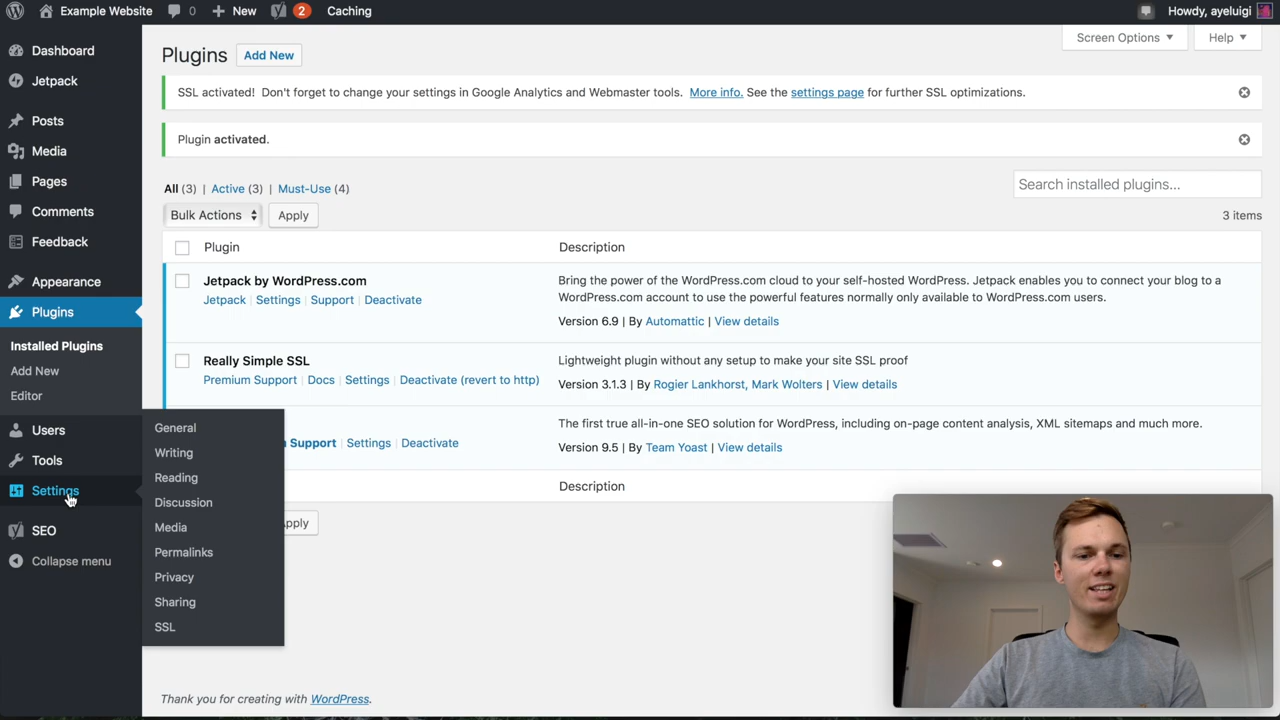 Example Website 0 New 2 Caching Howdy, ayeluigi
Dashboard
Jetpack
Posts
Media
Pages
Comments
Feedback
Appearance
Plugins
Installed Plugins
Add New
Editor
Users
Tools
Settings
SEO
Collapse menu
General
Writing
Reading
Discussion
Media
Permalinks
Privacy
Sharing
SSL
Screen Options Help
Plugins Add New
SSL activated! Don't forget to change your settings in Google Analytics and Webmaster tools. More info. See the settings page for further SSL optimizations.
Plugin activated.
All (3) | Active (3) | Must-Use (4)
Search installed plugins...
Bulk Actions Apply
3 items
Plugin Description
Jetpack by WordPress.com
Jetpack | Settings | Support | Deactivate
Bring the power of the WordPress.com cloud to your self-hosted WordPress. Jetpack enables you to connect your blog to a
WordPress.com account to use the powerful features normally only available to WordPress.com users.
Version 6.9 | By Automattic | View details
Really Simple SSL
Premium Support | Docs | Settings | Deactivate (revert to http)
Lightweight plugin without any setup to make your site SSL proof
Version 3.1.3 | By Rogier Lankhorst, Mark Wolters | View details
Support | Settings | Deactivate
The first true all-in-one SEO solution for WordPress, including on-page content analysis, XML sitemaps and much more.
Version 9.5 | By Team Yoast | View details
Description
Apply
Thank you for creating with WordPress.